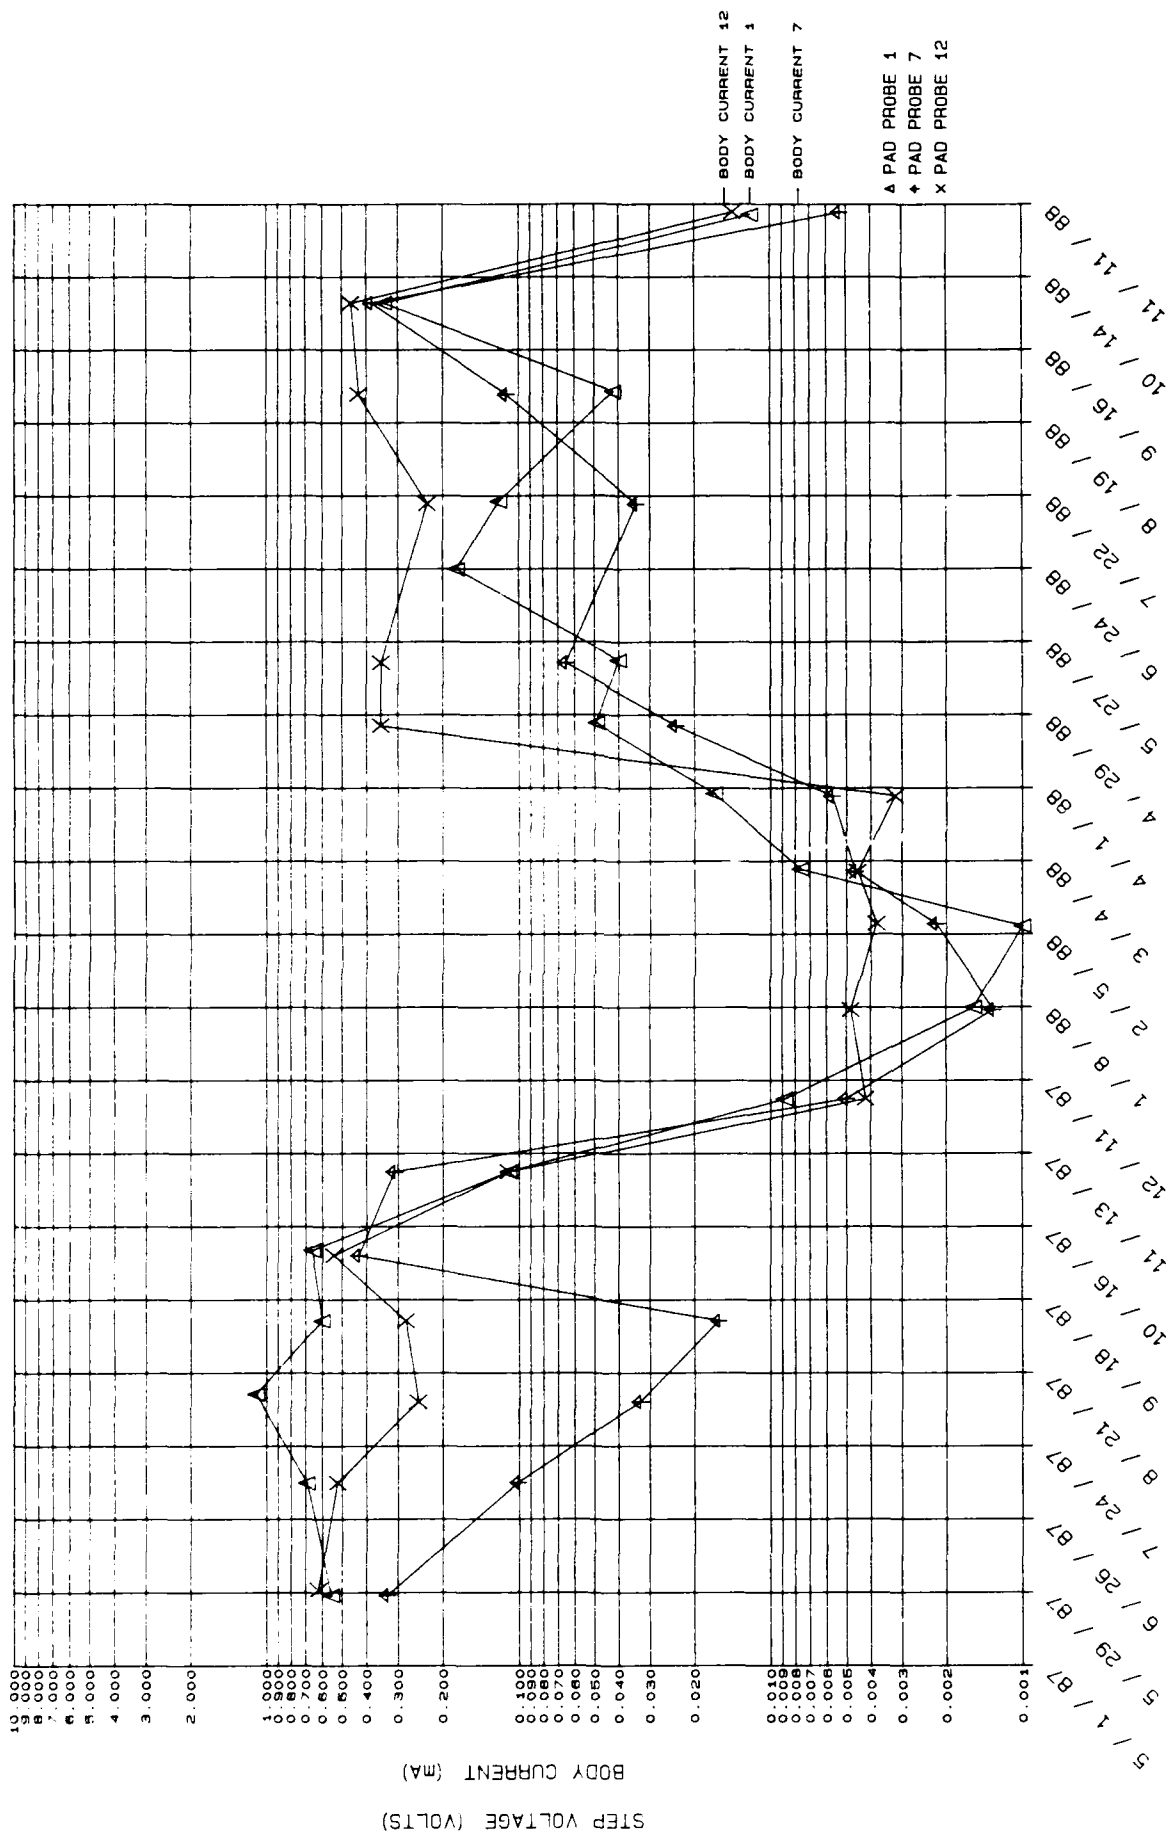 STEP VOLTAGE (VOLTS)
BODY CURRENT (mA)
10.000
9.000
8.000
7.000
6.000
5.000
4.000
3.000
2.000
1.000
0.900
0.800
0.700
0.600
0.500
0.400
0.300
0.200
0.100
0.090
0.080
0.070
0.060
0.050
0.040
0.030
0.020
0.010
0.009
0.008
0.007
0.006
0.005
0.004
0.003
0.002
0.001
5 / 1 / 87
5 / 29 / 87
6 / 26 / 87
7 / 24 / 87
8 / 21 / 87
9 / 18 / 87
10 / 16 / 87
11 / 13 / 87
12 / 11 / 87
1 / 8 / 88
2 / 5 / 88
3 / 4 / 88
4 / 1 / 88
4 / 29 / 88
5 / 27 / 88
6 / 24 / 88
7 / 22 / 88
8 / 19 / 88
9 / 16 / 88
10 / 14 / 88
11 / 11 / 88
BODY CURRENT 12
BODY CURRENT 1
BODY CURRENT 7
▵ PAD PROBE 1
+ PAD PROBE 7
x PAD PROBE 12